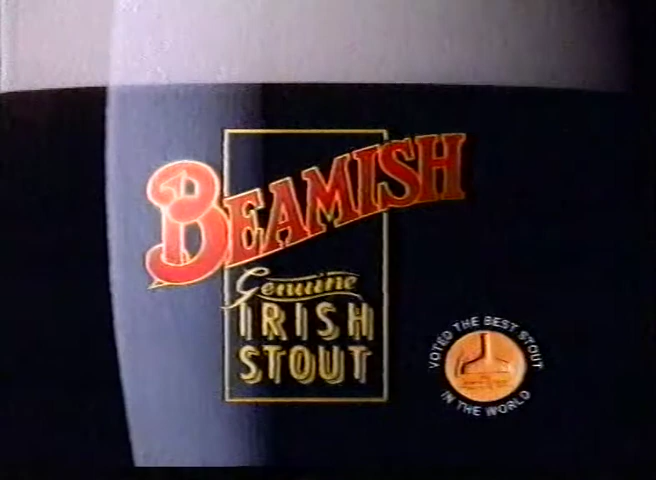 BEAMISH
Genuine
IRISH
STOUT
VOTED THE BEST STOUT
IN THE WORLD